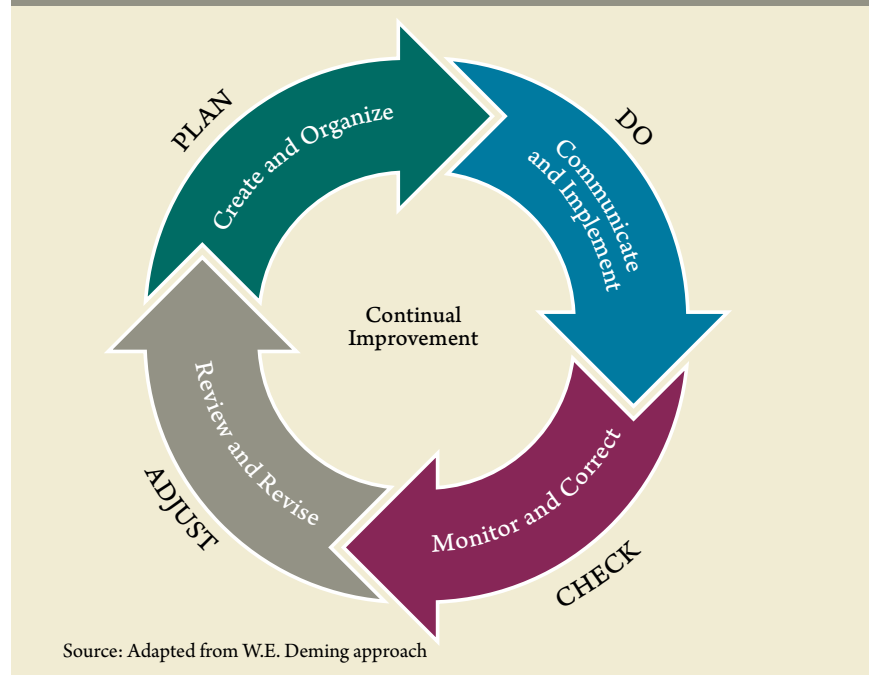 PLAN
Create and Organize
DO
Communicate
and Implement
Continual
Improvement
CHECK
Monitor and Correct
ADJUST
Review and Revise
Source: Adapted from W.E. Deming approach